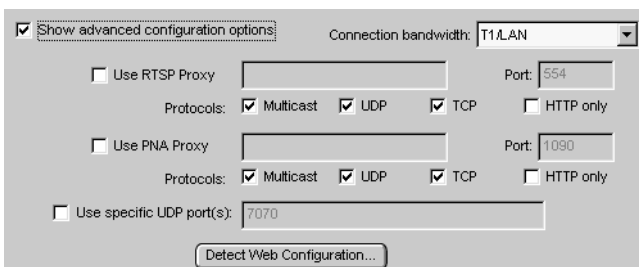 Show advanced configuration options Connection bandwidth: T1/LAN
Use RTSP Proxy Port: 554
Protocols: Multicast UDP TCP HTTP only
Use PNA Proxy Port: 1090
Protocols: Multicast UDP TCP HTTP only
Use specific UDP port(s): 7070
Detect Web Configuration...